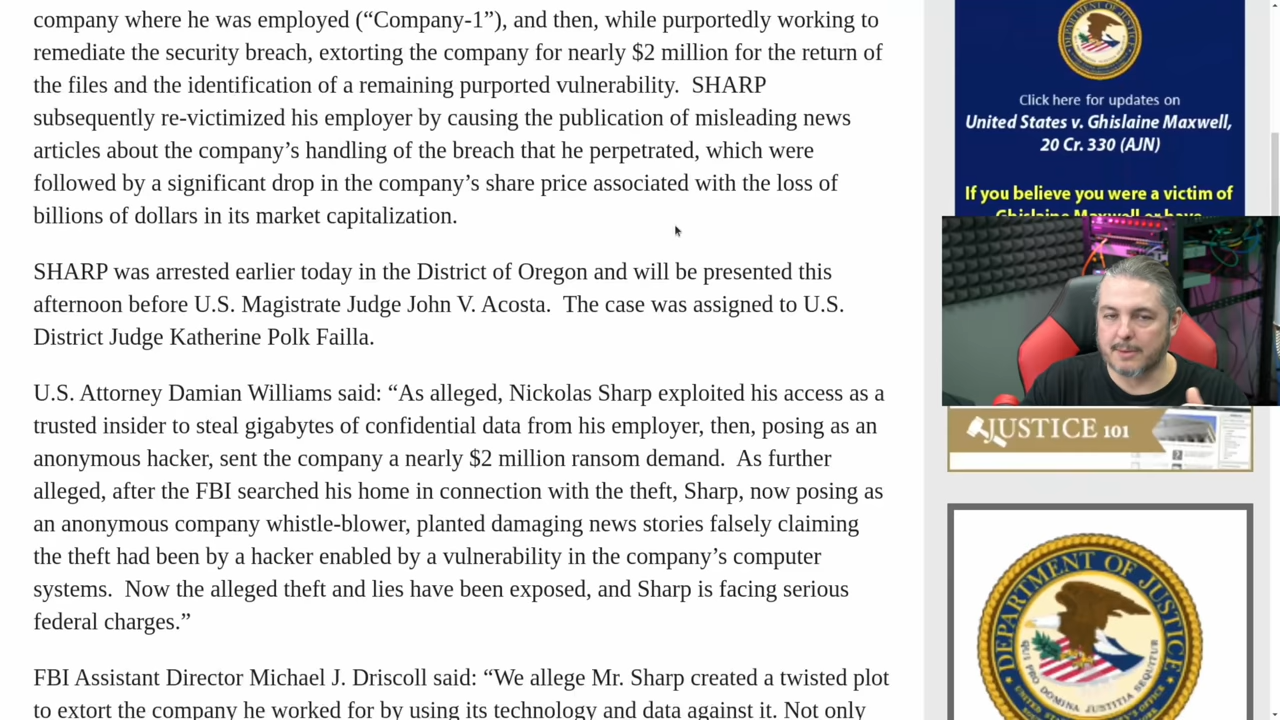 company where he was employed (“Company-1”), and then, while purportedly working to
remediate the security breach, extorting the company for nearly $2 million for the return of
the files and the identification of a remaining purported vulnerability.  SHARP
subsequently re-victimized his employer by causing the publication of misleading news
articles about the company’s handling of the breach that he perpetrated, which were
followed by a significant drop in the company’s share price associated with the loss of
billions of dollars in its market capitalization.
SHARP was arrested earlier today in the District of Oregon and will be presented this
afternoon before U.S. Magistrate Judge John V. Acosta.  The case was assigned to U.S.
District Judge Katherine Polk Failla.
U.S. Attorney Damian Williams said: “As alleged, Nickolas Sharp exploited his access as a
trusted insider to steal gigabytes of confidential data from his employer, then, posing as an
anonymous hacker, sent the company a nearly $2 million ransom demand.  As further
alleged, after the FBI searched his home in connection with the theft, Sharp, now posing as
an anonymous company whistle-blower, planted damaging news stories falsely claiming
the theft had been by a hacker enabled by a vulnerability in the company’s computer
systems.  Now the alleged theft and lies have been exposed, and Sharp is facing serious
federal charges.”
FBI Assistant Director Michael J. Driscoll said: “We allege Mr. Sharp created a twisted plot
to extort the company he worked for by using its technology and data against it. Not only
Click here for updates on
United States v. Ghislaine Maxwell,
20 Cr. 330 (AJN)
If you believe you were a victim of
Ghislaine Maxwell or have
JUSTICE 101
DEPARTMENT OF JUSTICE
QUI PRO DOMINA JUSTITIA SEQUITUR